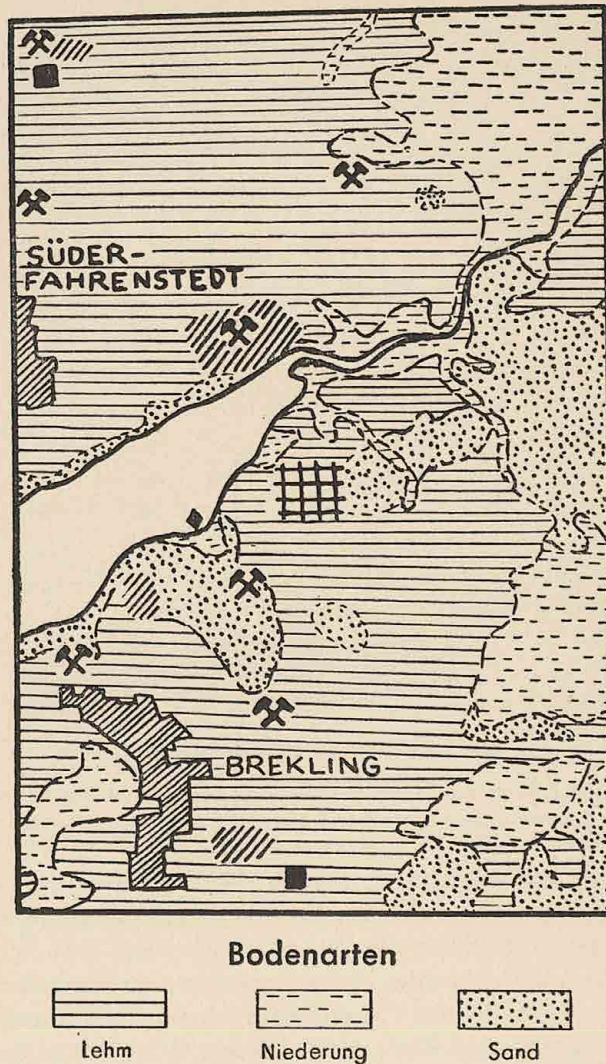 SÜDER-
FAHRENSTEDT
BREKLING
Bodenarten
Lehm
Niederung
Sand